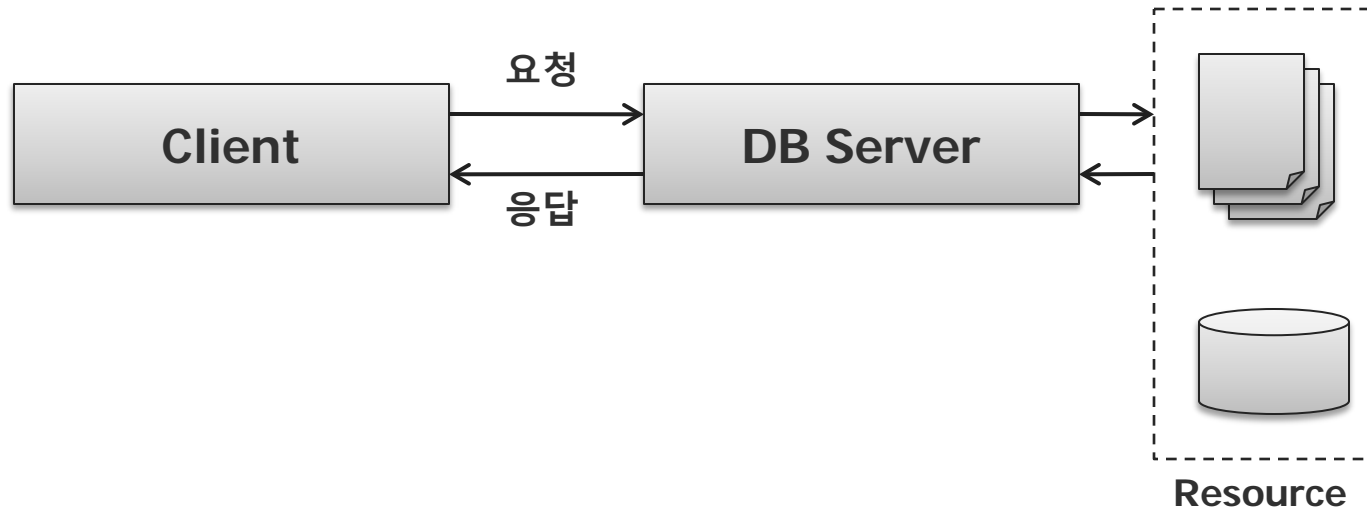 요청
Client
DB Server
응답
Resource